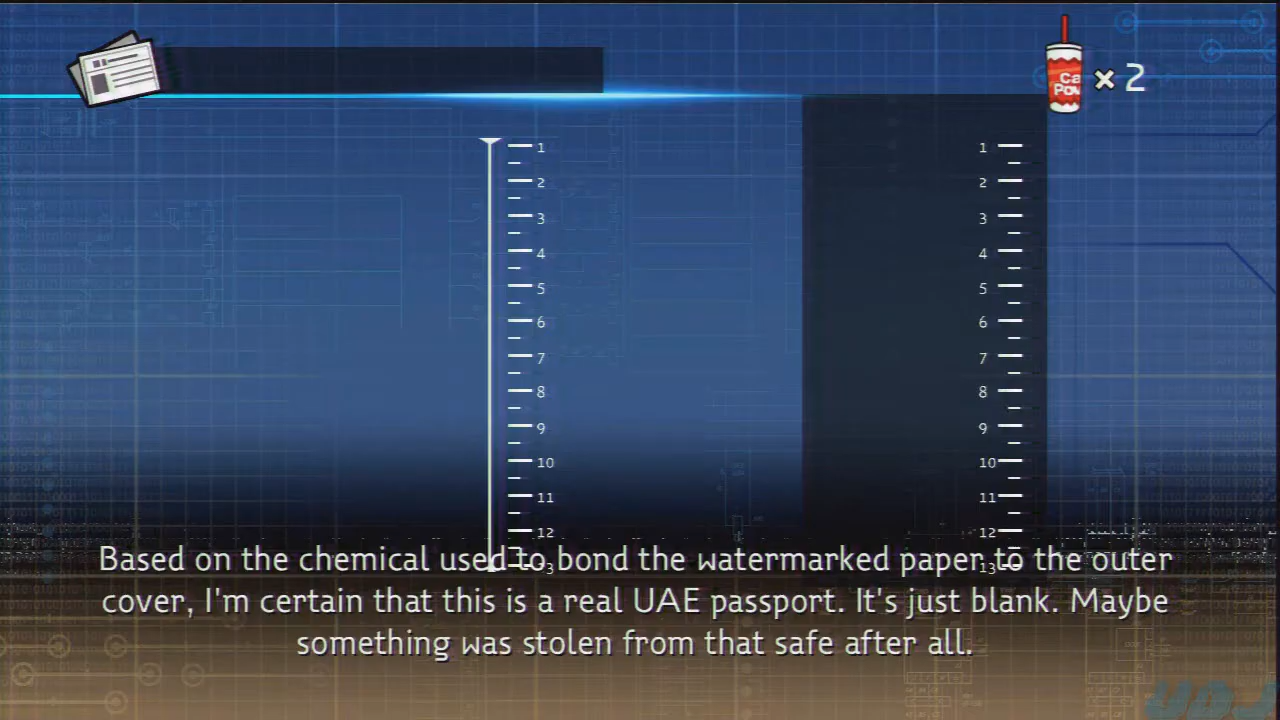 Ca
Pow
× 2
1 1
2 2
3 3
4 4
5 5
6 6
7 7
8 8
9 9
10 10
11 11
12 12
13
Based on the chemical used to bond the watermarked paper to the outer
cover, I'm certain that this is a real UAE passport. It's just blank. Maybe
something was stolen from that safe after all.